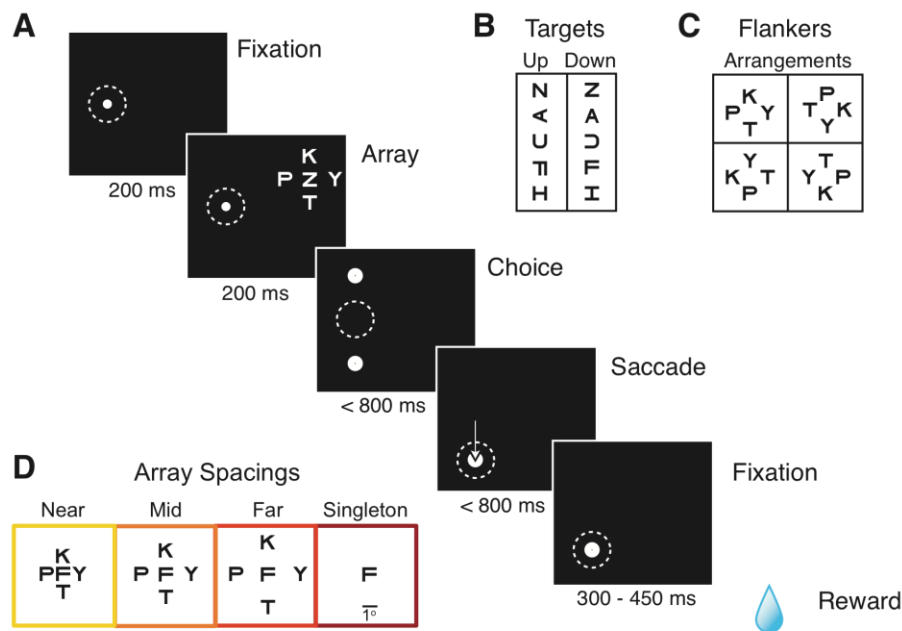 A
Fixation
200 ms
K
P Z Y
T
Array
200 ms
Choice
< 800 ms
Saccade
< 800 ms
Fixation
300 - 450 ms
Reward
B Targets
Up Down
N Z
A A
U U
F F
H H
C Flankers
Arrangements
K
P Y
T
P
T K
Y
Y
K T
P
T
Y P
K
D Array Spacings
Near Mid Far Singleton
K
PFY
T
K
P F Y
T
K
P F Y
T
F
1°